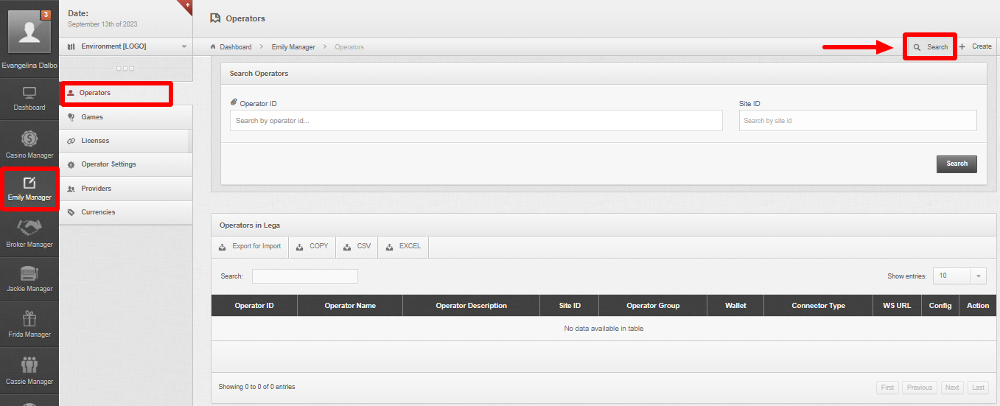 3
Evangelina Dalbo
Dashboard
Casino Manager
Emily Manager
Broker Manager
Jackie Manager
Frida Manager
Cassie Manager
Date:
September 13th of 2023
+
Environment [LOGO]
Operators
Games
Licenses
Operator Settings
Providers
Currencies
Operators
Dashboard > Emily Manager > Operators
Search + Create
Search Operators
Operator ID Site ID
Search by operator id... Search by site id
Search
Operators in Lega
Export for Import COPY CSV EXCEL
Search: Show entries: 10
Operator ID Operator Name Operator Description Site ID Operator Group Wallet Connector Type WS URL Config Action
No data available in table
Showing 0 to 0 of 0 entries First Previous Next Last